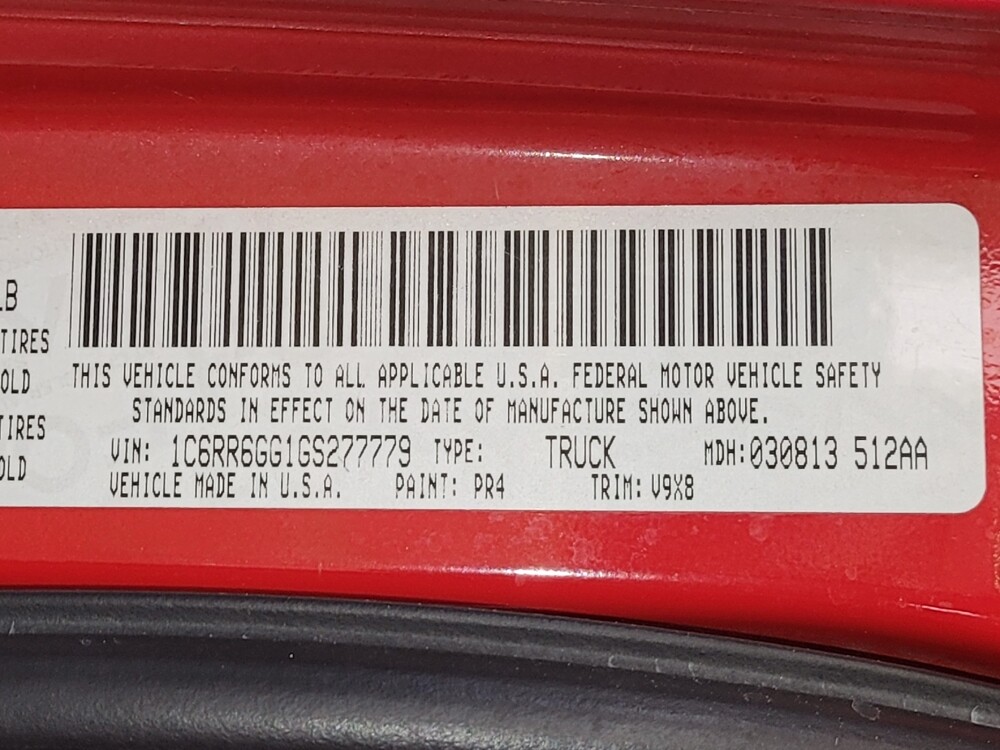 LB
TIRES
OLD
TIRES
OLD
THIS VEHICLE CONFORMS TO ALL APPLICABLE U.S.A. FEDERAL MOTOR VEHICLE SAFETY
STANDARDS IN EFFECT ON THE DATE OF MANUFACTURE SHOWN ABOVE.
VIN: 1C6RR6GG1GS277779 TYPE: TRUCK MDH:030813 512AA
VEHICLE MADE IN U.S.A. PAINT: PR4 TRIM: V9X8